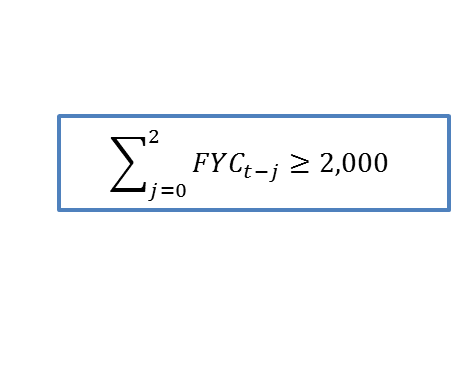 ∑_{j=0}^{2} FYC_{t−j} ≥ 2,000